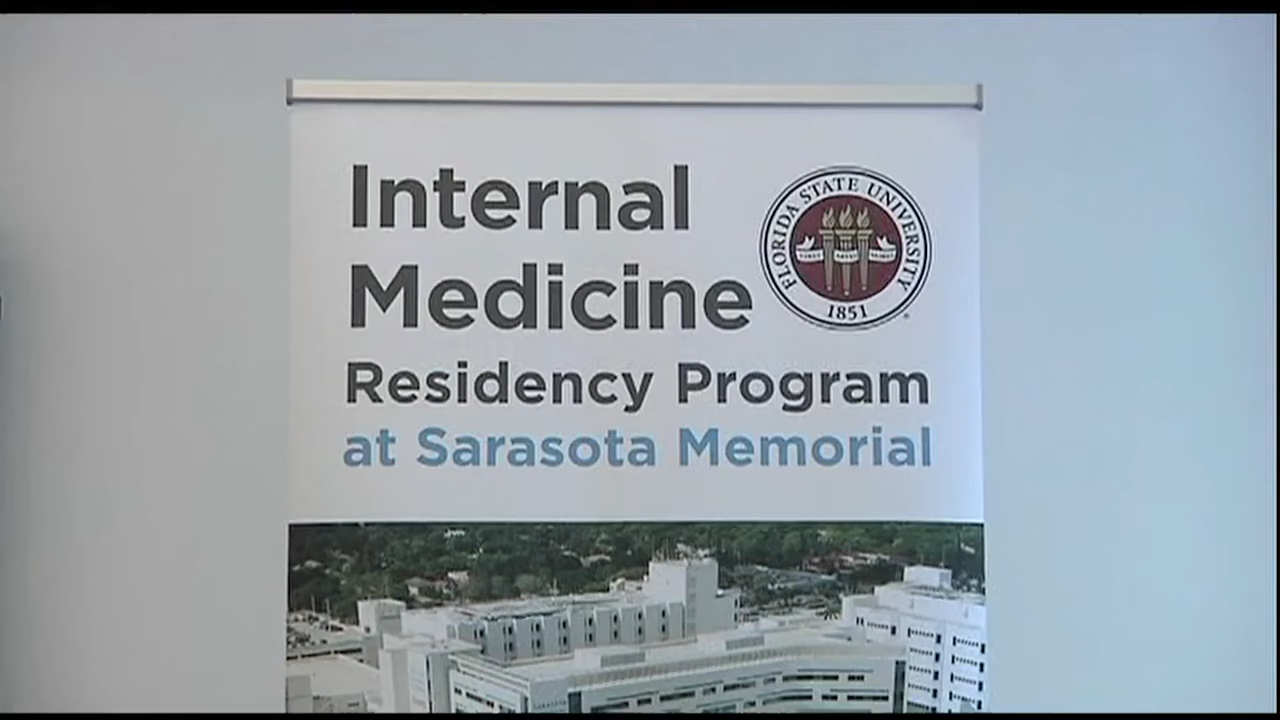 Internal
Medicine
Residency Program
at Sarasota Memorial
FLORIDA STATE UNIVERSITY
1851